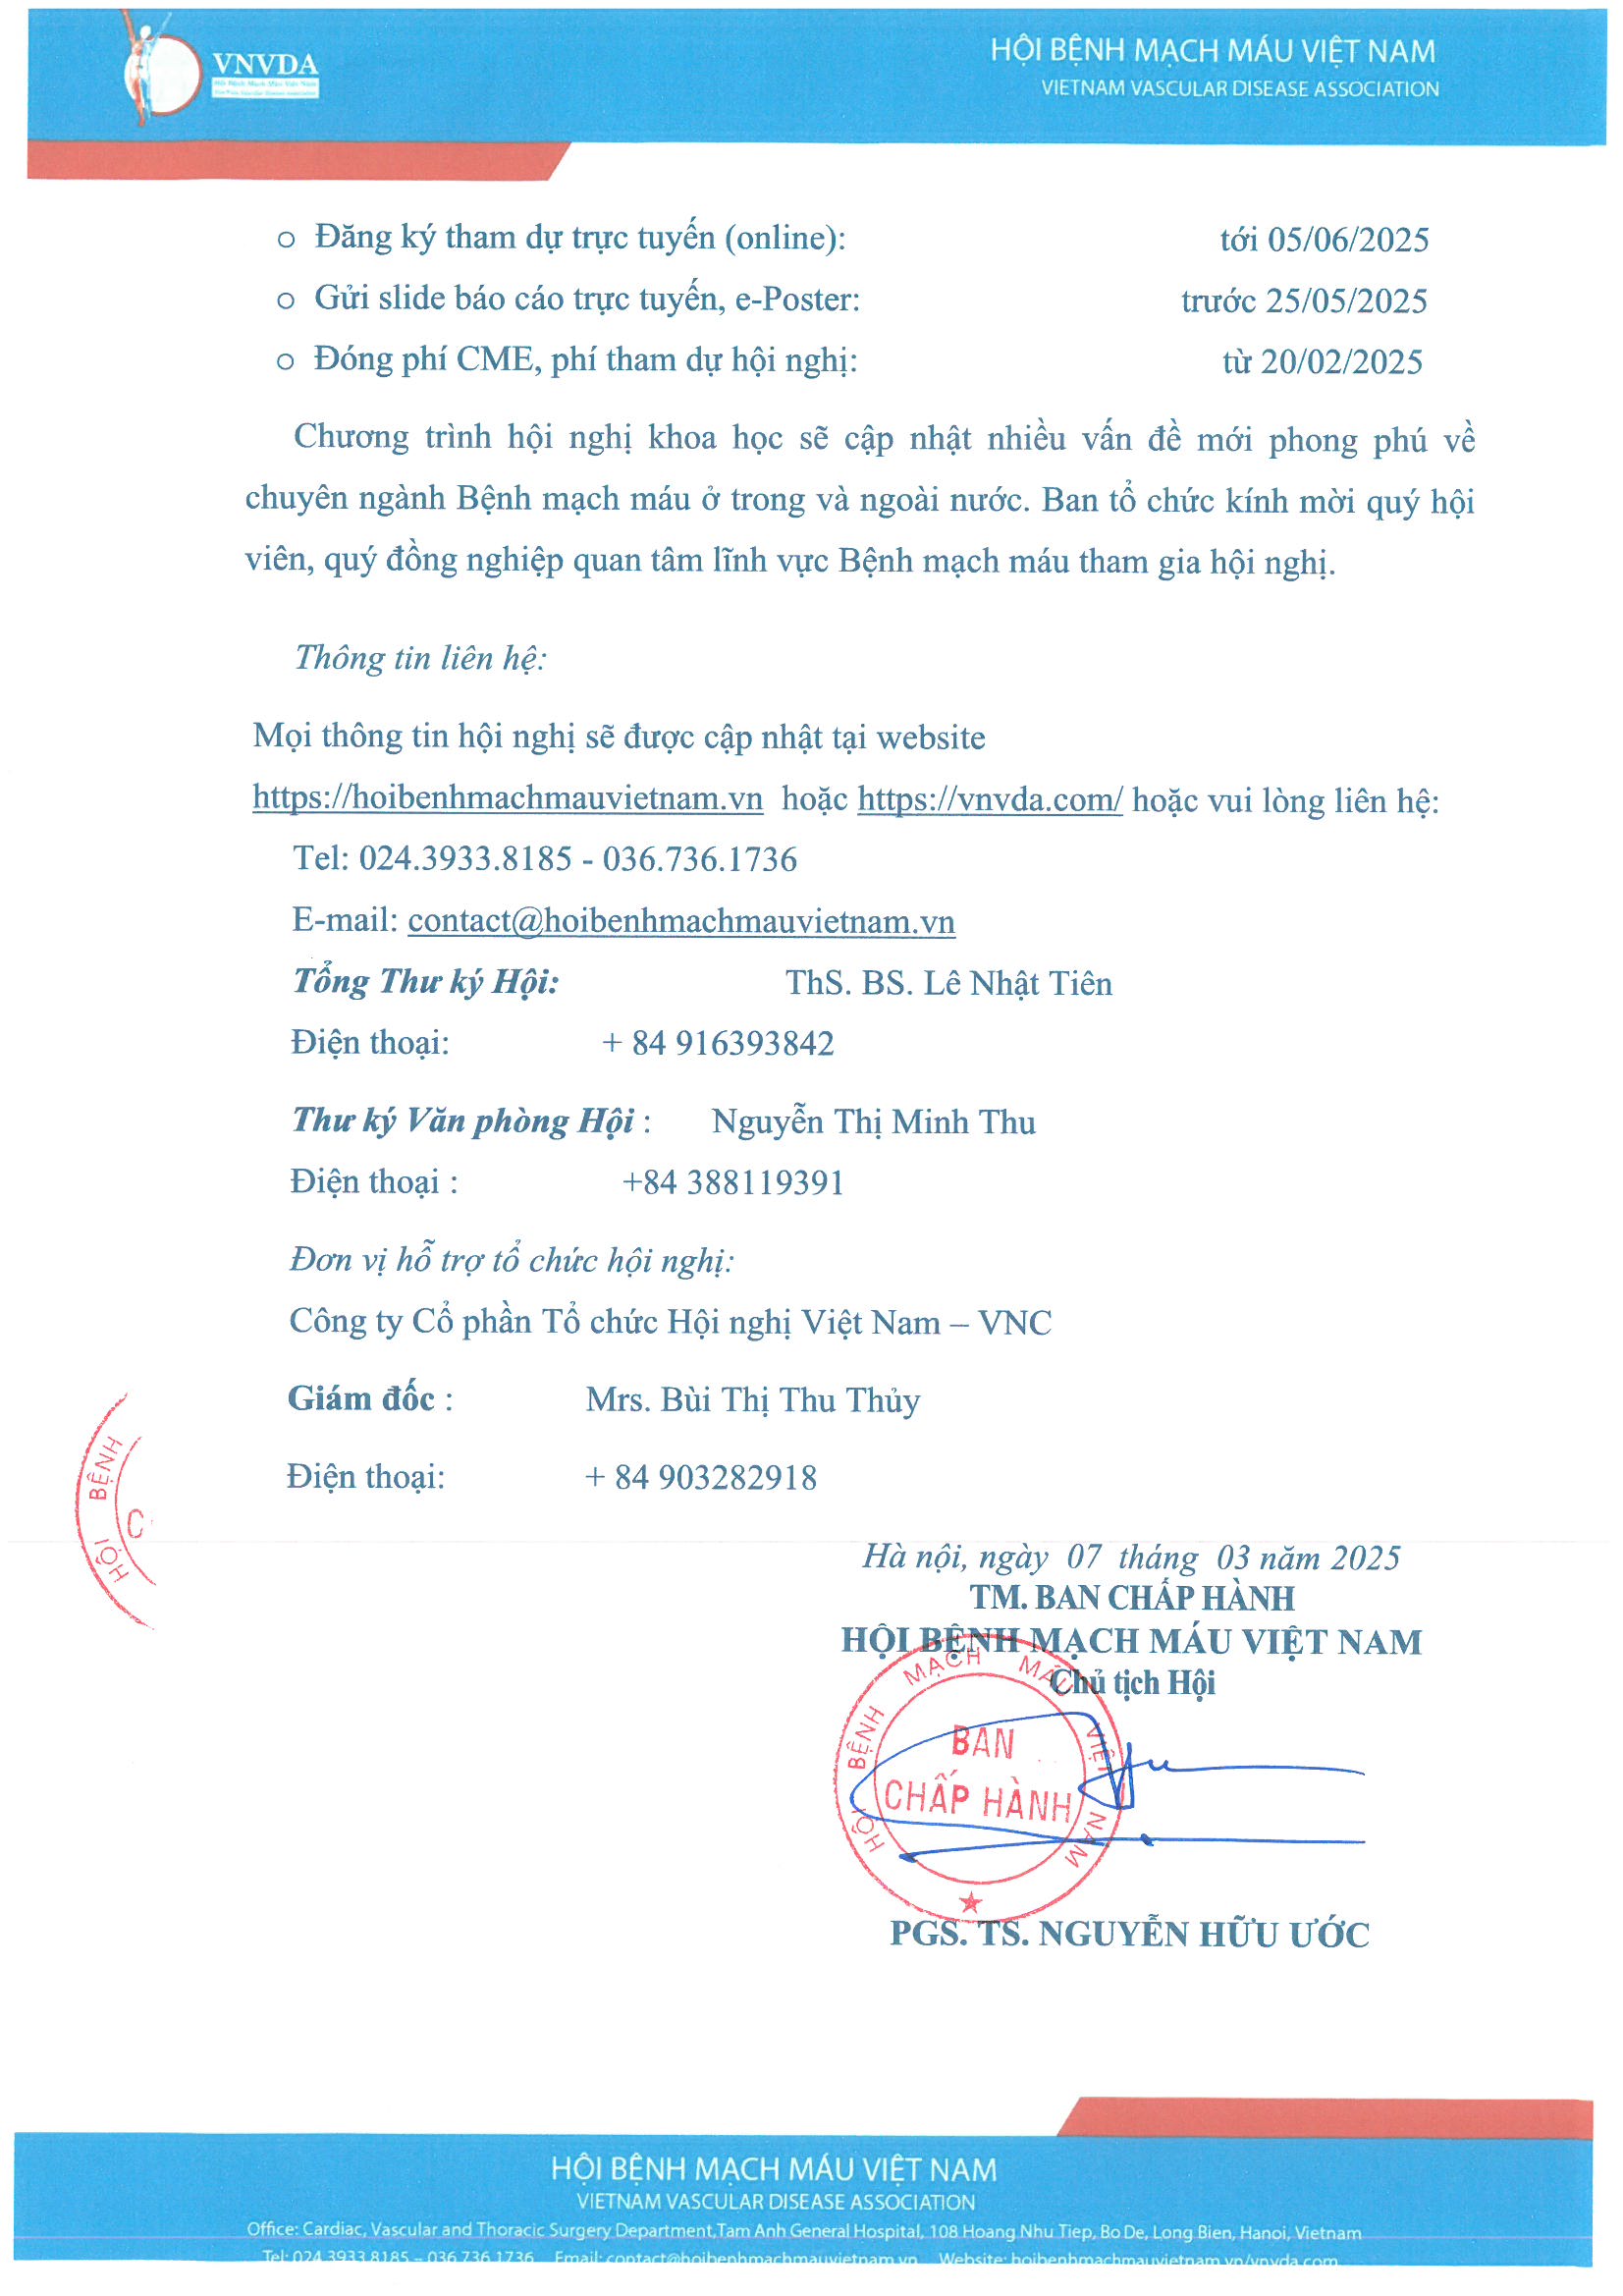 VNVDA
Hội Bệnh Mạch Máu Việt Nam
HỘI BỆNH MẠCH MÁU VIỆT NAM
VIETNAM VASCULAR DISEASE ASSOCIATION
o Đăng ký tham dự trực tuyến (online): tới 05/06/2025
o Gửi slide báo cáo trực tuyến, e-Poster: trước 25/05/2025
o Đóng phí CME, phí tham dự hội nghị: từ 20/02/2025
Chương trình hội nghị khoa học sẽ cập nhật nhiều vấn đề mới phong phú về
chuyên ngành Bệnh mạch máu ở trong và ngoài nước. Ban tổ chức kính mời quý hội
viên, quý đồng nghiệp quan tâm lĩnh vực Bệnh mạch máu tham gia hội nghị.
Thông tin liên hệ:
Mọi thông tin hội nghị sẽ được cập nhật tại website
https://hoibenhmachmauvietnam.vn hoặc https://vnvda.com/ hoặc vui lòng liên hệ:
Tel: 024.3933.8185 - 036.736.1736
E-mail: contact@hoibenhmachmauvietnam.vn
Tổng Thư ký Hội: ThS. BS. Lê Nhật Tiên
Điện thoại: + 84 916393842
Thư ký Văn phòng Hội : Nguyễn Thị Minh Thu
Điện thoại : +84 388119391
Đơn vị hỗ trợ tổ chức hội nghị:
Công ty Cổ phần Tổ chức Hội nghị Việt Nam – VNC
Giám đốc : Mrs. Bùi Thị Thu Thủy
Điện thoại: + 84 903282918
HỘI BỆNH
C
Hà nội, ngày 07 tháng 03 năm 2025
TM. BAN CHẤP HÀNH
HỘI BỆNH MẠCH MÁU VIỆT NAM
Chủ tịch Hội
HỘI BỆNH MẠCH MÁU VIỆT NAM
BAN
CHẤP HÀNH
PGS. TS. NGUYỄN HỮU ƯỚC
HỘI BỆNH MẠCH MÁU VIỆT NAM
VIETNAM VASCULAR DISEASE ASSOCIATION
Office: Cardiac, Vascular and Thoracic Surgery Department,Tam Anh General Hospital, 108 Hoang Nhu Tiep, Bo De, Long Bien, Hanoi, Vietnam
Tel: 024.3933.8185 – 036.736.1736 Email: contact@hoibenhmachmauvietnam.vn Website: hoibenhmachmauvietnam.vn/vnvda.com